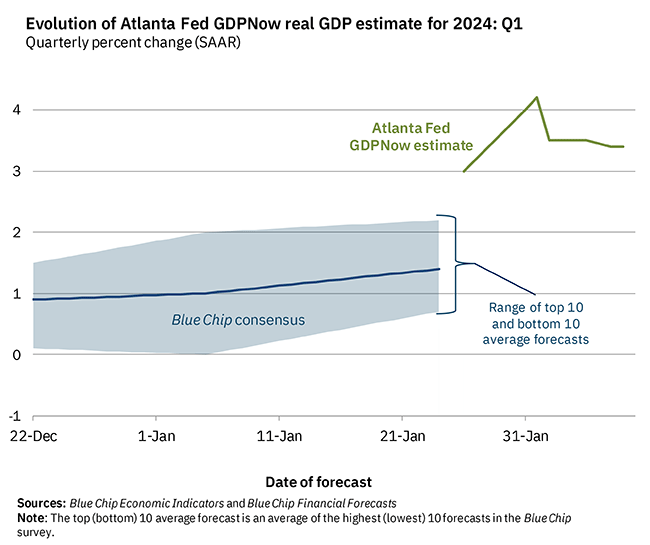 Evolution of Atlanta Fed GDPNow real GDP estimate for 2024: Q1
Quarterly percent change (SAAR)
4
Atlanta Fed
GDPNow estimate
3
2
1
Range of top 10
and bottom 10
average forecasts
Blue Chip consensus
0
-1
22-Dec 1-Jan 11-Jan 21-Jan 31-Jan
Date of forecast
Sources: Blue Chip Economic Indicators and Blue Chip Financial Forecasts
Note: The top (bottom) 10 average forecast is an average of the highest (lowest) 10 forecasts in the Blue Chip
survey.